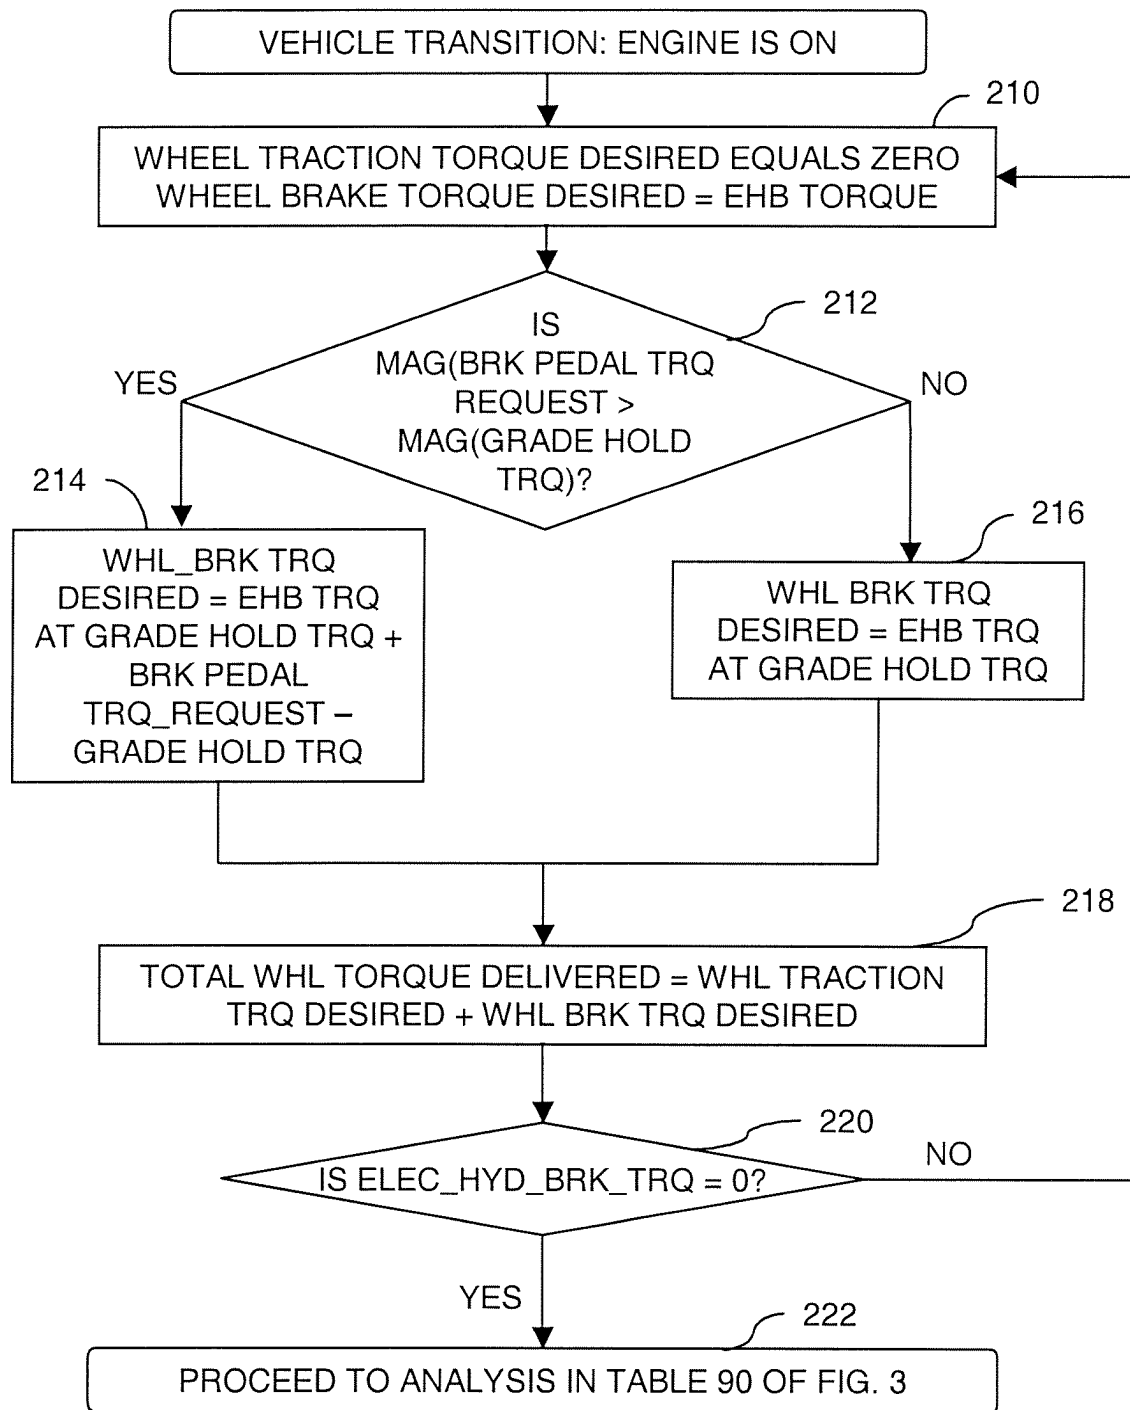 VEHICLE TRANSITION: ENGINE IS ON
210
WHEEL TRACTION TORQUE DESIRED EQUALS ZERO
WHEEL BRAKE TORQUE DESIRED = EHB TORQUE
212
IS
MAG(BRK PEDAL TRQ
REQUEST >
MAG(GRADE HOLD
TRQ)?
YES
NO
214
WHL_BRK TRQ
DESIRED = EHB TRQ
AT GRADE HOLD TRQ +
BRK PEDAL
TRQ_REQUEST –
GRADE HOLD TRQ
216
WHL BRK TRQ
DESIRED = EHB TRQ
AT GRADE HOLD TRQ
218
TOTAL WHL TORQUE DELIVERED = WHL TRACTION
TRQ DESIRED + WHL BRK TRQ DESIRED
220
IS ELEC_HYD_BRK_TRQ = 0?
NO
YES
222
PROCEED TO ANALYSIS IN TABLE 90 OF FIG. 3